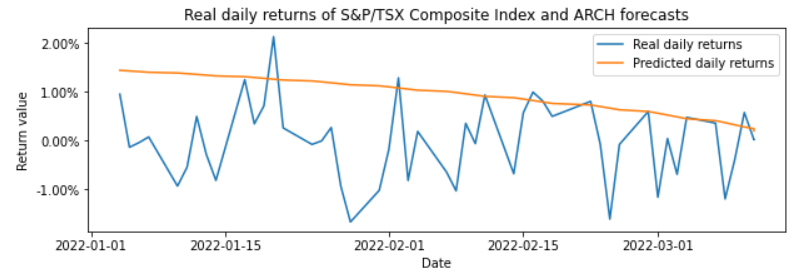 Real daily returns of S&P/TSX Composite Index and ARCH forecasts
Real daily returns
Predicted daily returns
2.00%
1.00%
0.00%
-1.00%
Return value
2022-01-01 2022-01-15 2022-02-01 2022-02-15 2022-03-01
Date